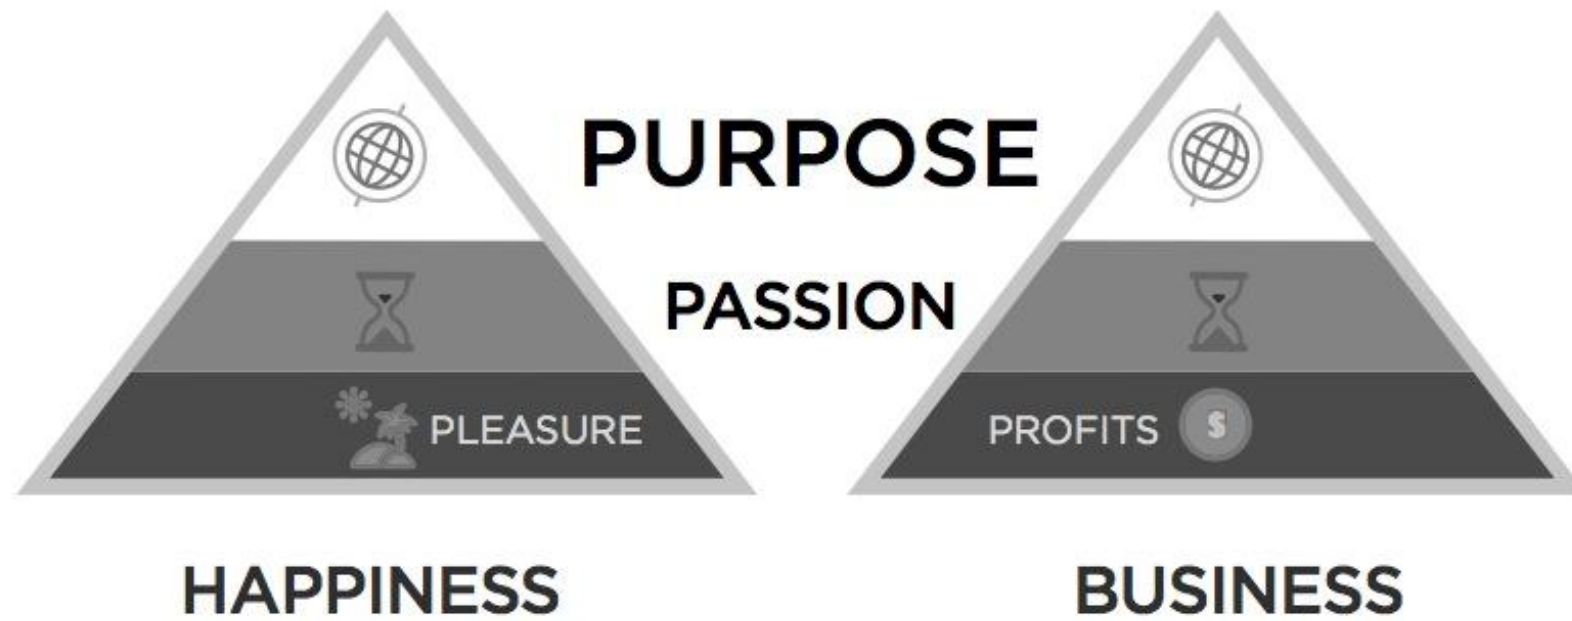 PURPOSE
PASSION
PLEASURE
PROFITS $
HAPPINESS
BUSINESS